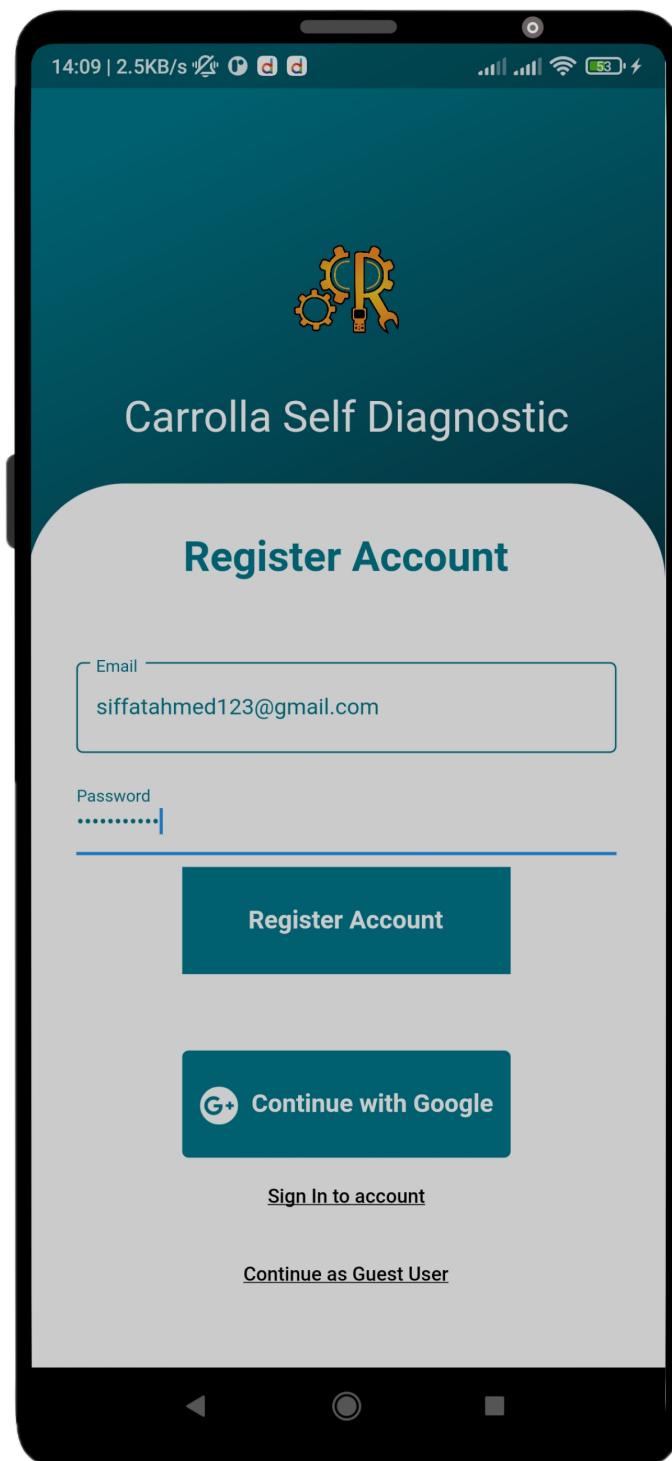 14:09 | 2.5KB/s
53
CR
Carrolla Self Diagnostic
Register Account
Email
siffatahmed123@gmail.com
Password
•••••••••••
Register Account
G+ Continue with Google
Sign In to account
Continue as Guest User